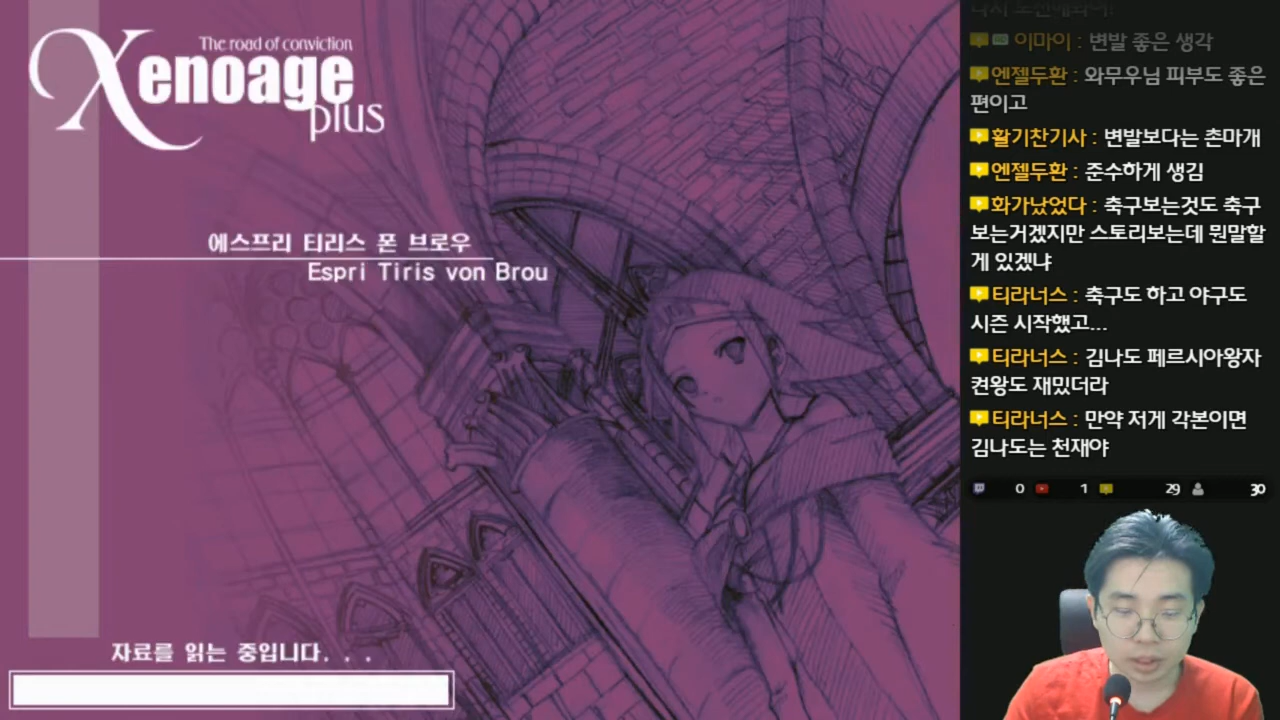 The road of conviction
Xenoage
plus
에스프리 티리스 폰 브로우
Espri Tiris von Brou
자료를 읽는 중입니다. . .
이마이 : 변발 좋은 생각
엔젤두환 : 와무우님 피부도 좋은
편이고
활기찬기사 : 변발보다는 촌마개
엔젤두환 : 준수하게 생김
화가났었다 : 축구보는것도 축구
보는거겠지만 스토리보는데 뭔말할
게 있겠냐
티라너스 : 축구도 하고 야구도
시즌 시작했고...
티라너스 : 김나도 페르시아왕자
켠왕도 재밌더라
티라너스 : 만약 저게 각본이면
김나도는 천재야
0 1 29 30